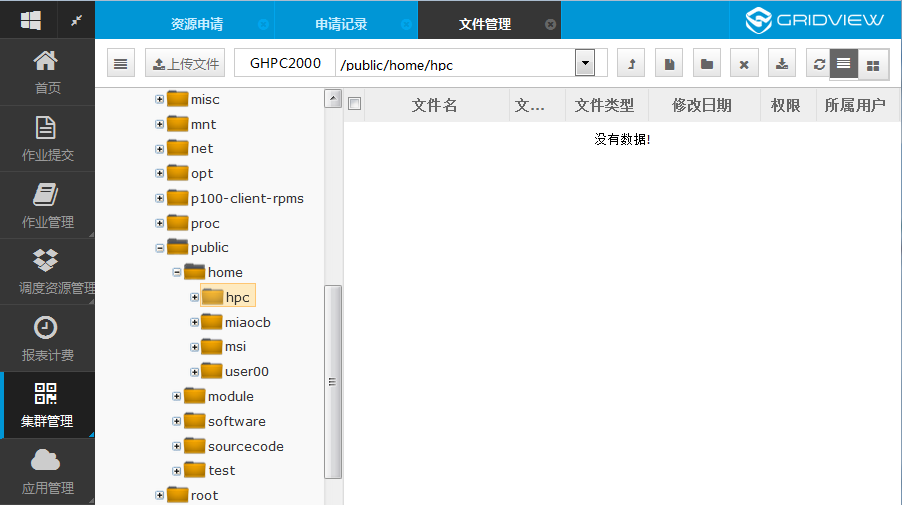 资源申请 申请记录 文件管理 GRIDVIEW
上传文件 GHPC2000 /public/home/hpc
首页
作业提交
作业管理
调度资源管理
报表计费
集群管理
应用管理
misc
mnt
net
opt
p100-client-rpms
proc
public
home
hpc
miaocb
msi
user00
module
software
sourcecode
test
root
文件名 文... 文件类型 修改日期 权限 所属用户
没有数据!